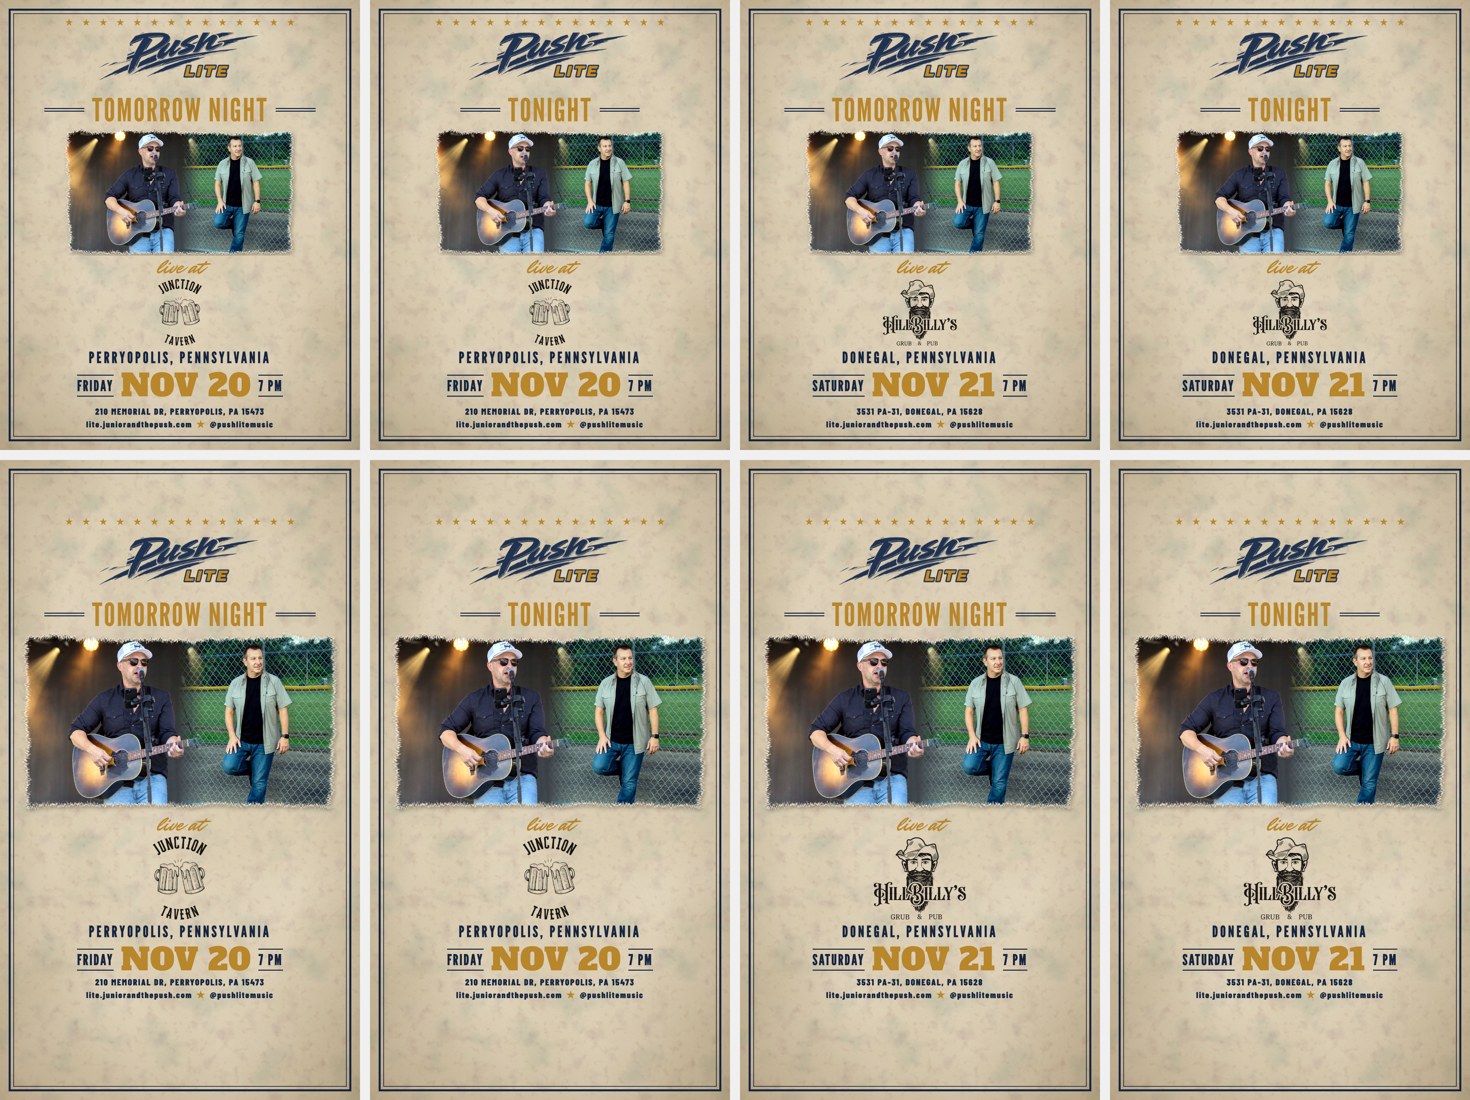 Push
LITE
TOMORROW NIGHT
live at
JUNCTION
TAVERN
PERRYOPOLIS, PENNSYLVANIA
FRIDAY NOV 20 7 PM
210 MEMORIAL DR, PERRYOPOLIS, PA 15473
lite.juniorandthepush.com ★ @pushlitemusic
Push
LITE
TONIGHT
live at
JUNCTION
TAVERN
PERRYOPOLIS, PENNSYLVANIA
FRIDAY NOV 20 7 PM
210 MEMORIAL DR, PERRYOPOLIS, PA 15473
lite.juniorandthepush.com ★ @pushlitemusic
Push
LITE
TOMORROW NIGHT
live at
HILLBILLY'S
GRUB & PUB
DONEGAL, PENNSYLVANIA
SATURDAY NOV 21 7 PM
3531 PA-31, DONEGAL, PA 15628
lite.juniorandthepush.com ★ @pushlitemusic
Push
LITE
TONIGHT
live at
HILLBILLY'S
GRUB & PUB
DONEGAL, PENNSYLVANIA
SATURDAY NOV 21 7 PM
3531 PA-31, DONEGAL, PA 15628
lite.juniorandthepush.com ★ @pushlitemusic
Push
LITE
TOMORROW NIGHT
live at
JUNCTION
TAVERN
PERRYOPOLIS, PENNSYLVANIA
FRIDAY NOV 20 7 PM
210 MEMORIAL DR, PERRYOPOLIS, PA 15473
lite.juniorandthepush.com ★ @pushlitemusic
Push
LITE
TONIGHT
live at
JUNCTION
TAVERN
PERRYOPOLIS, PENNSYLVANIA
FRIDAY NOV 20 7 PM
210 MEMORIAL DR, PERRYOPOLIS, PA 15473
lite.juniorandthepush.com ★ @pushlitemusic
Push
LITE
TOMORROW NIGHT
live at
HILLBILLY'S
GRUB & PUB
DONEGAL, PENNSYLVANIA
SATURDAY NOV 21 7 PM
3531 PA-31, DONEGAL, PA 15628
lite.juniorandthepush.com ★ @pushlitemusic
Push
LITE
TONIGHT
live at
HILLBILLY'S
GRUB & PUB
DONEGAL, PENNSYLVANIA
SATURDAY NOV 21 7 PM
3531 PA-31, DONEGAL, PA 15628
lite.juniorandthepush.com ★ @pushlitemusic